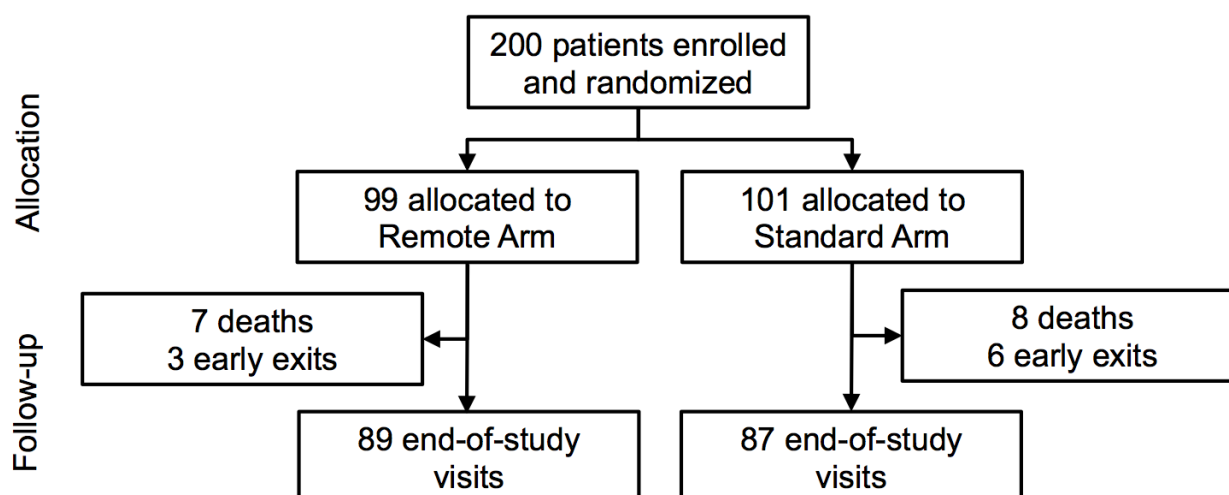 200 patients enrolled
and randomized
Allocation
99 allocated to
Remote Arm
101 allocated to
Standard Arm
Follow-up
7 deaths
3 early exits
8 deaths
6 early exits
89 end-of-study
visits
87 end-of-study
visits